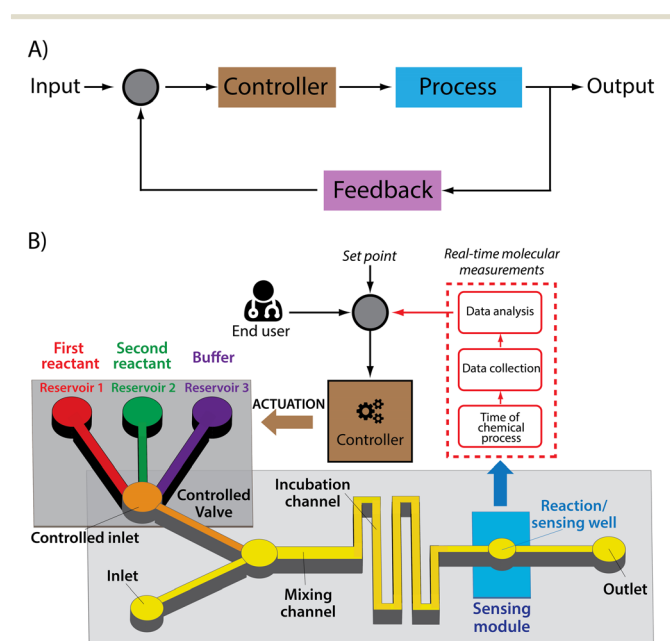 A)
Input
Controller
Process
Output
Feedback
B)
Set point
Real-time molecular
measurements
End user
Data analysis
Data collection
Time of
chemical
process
First
reactant
Second
reactant
Buffer
Reservoir 1
Reservoir 2
Reservoir 3
ACTUATION
Controller
Controlled
Valve
Controlled inlet
Incubation
channel
Reaction/
sensing well
Inlet
Mixing
channel
Sensing
module
Outlet